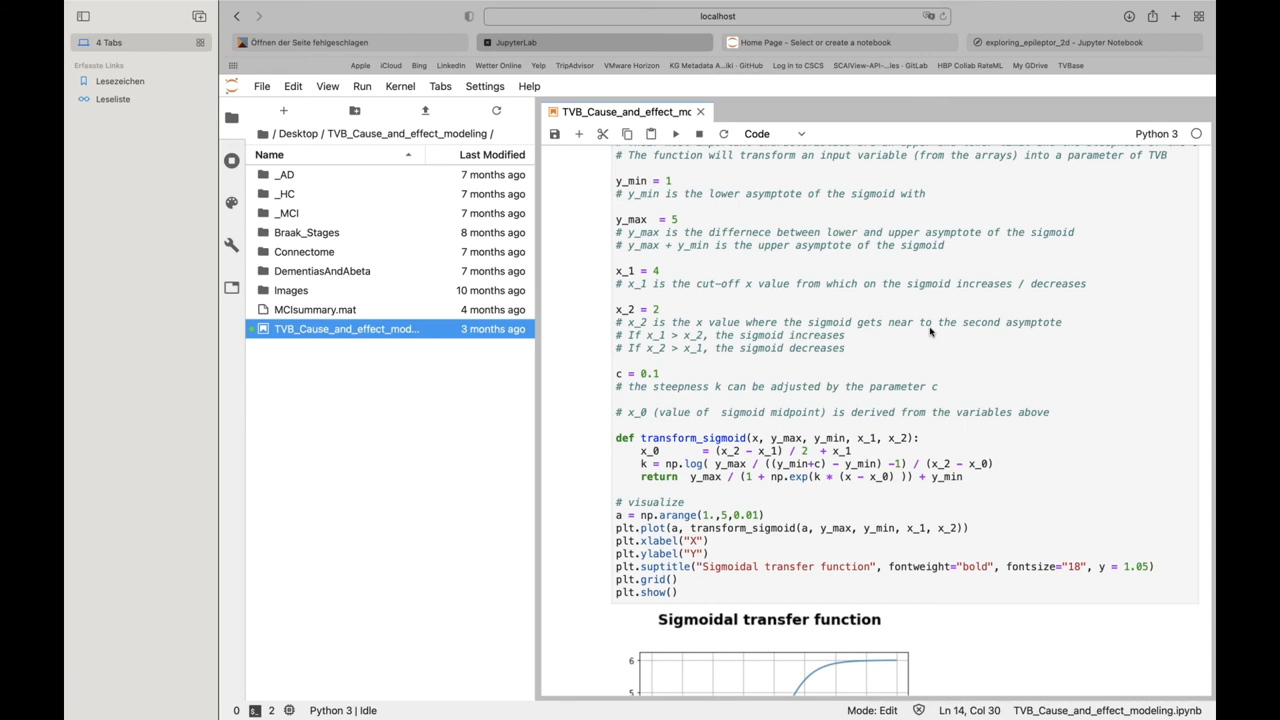 localhost
4 Tabs
Öffnen der Seite fehlgeschlagen
JupyterLab
Home Page - Select or create a notebook
exploring_epileptor_2d - Jupyter Notebook
Erfasste Links
Lesezeichen
Leseliste
Apple iCloud Bing LinkedIn Wetter Online Yelp TripAdvisor VMware Horizon KG Metadata A...iki · GitHub Log in to CSCS SCAIView-API-... · GitLab HBP Collab RateML My GDrive TVBase
File Edit View Run Kernel Tabs Settings Help
/ Desktop / TVB_Cause_and_effect_modeling /
Name Last Modified
_AD 7 months ago
_HC 7 months ago
_MCI 7 months ago
Braak_Stages 8 months ago
Connectome 7 months ago
DementiasAndAbeta 7 months ago
Images 10 months ago
MCIsummary.mat 4 months ago
TVB_Cause_and_effect_mod... 3 months ago
TVB_Cause_and_effect_mc
Code
Python 3
# The function will transform an input variable (from the arrays) into a parameter of TVB
y_min = 1
# y_min is the lower asymptote of the sigmoid with
y_max  = 5
# y_max is the differnece between lower and upper asymptote of the sigmoid
# y_max + y_min is the upper asymptote of the sigmoid
x_1 = 4
# x_1 is the cut-off x value from which on the sigmoid increases / decreases
x_2 = 2
# x_2 is the x value where the sigmoid gets near to the second asymptote
# If x_1 > x_2, the sigmoid increases
# If x_2 > x_1, the sigmoid decreases
c = 0.1
# the steepness k can be adjusted by the parameter c
# x_0 (value of  sigmoid midpoint) is derived from the variables above
def transform_sigmoid(x, y_max, y_min, x_1, x_2):
    x_0     = (x_2 - x_1) / 2  + x_1
    k = np.log( y_max / ((y_min+c) - y_min) -1) / (x_2 - x_0)
    return  y_max / (1 + np.exp(k * (x - x_0) )) + y_min
# visualize
a = np.arange(1.,5,0.01)
plt.plot(a, transform_sigmoid(a, y_max, y_min, x_1, x_2))
plt.xlabel("X")
plt.ylabel("Y")
plt.suptitle("Sigmoidal transfer function", fontweight="bold", fontsize="18", y = 1.05)
plt.grid()
plt.show()
Sigmoidal transfer function
6
5
0 2 Python 3 | Idle Mode: Edit Ln 14, Col 30 TVB_Cause_and_effect_modeling.ipynb